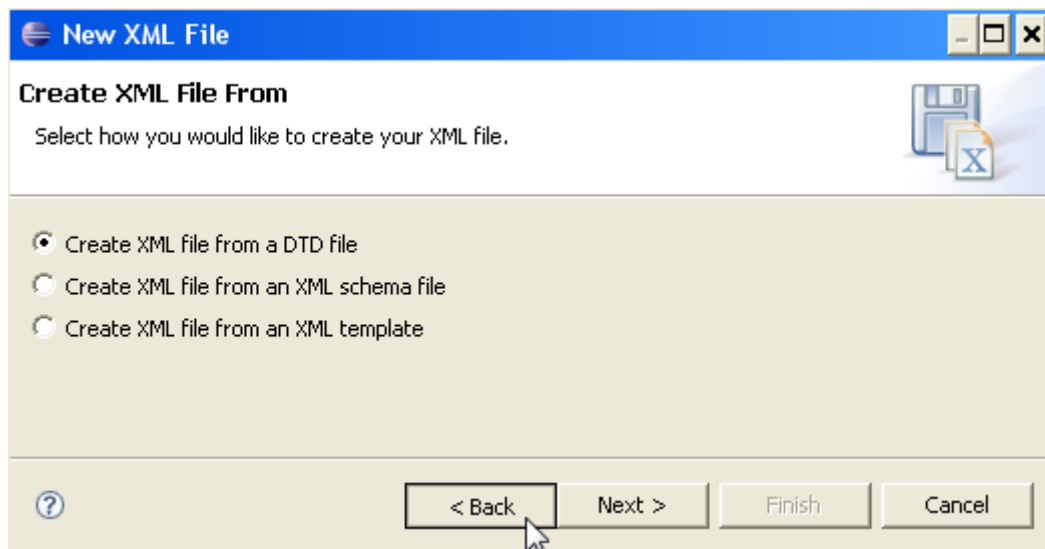 New XML File
Create XML File From
Select how you would like to create your XML file.
X
Create XML file from a DTD file
Create XML file from an XML schema file
Create XML file from an XML template
?
< Back
Next >
Finish
Cancel